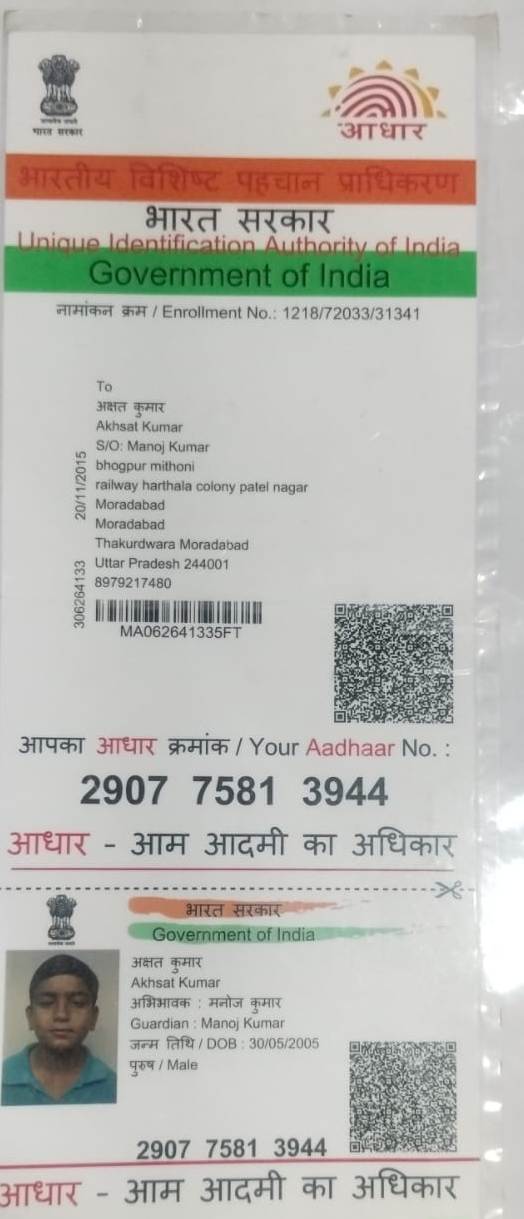 भारत सरकार
आधार
भारतीय विशिष्ट पहचान प्राधिकरण
भारत सरकार
Unique Identification Authority of India
Government of India
नामांकन क्रम / Enrollment No.: 1218/72033/31341
To
अक्षत कुमार
Akhsat Kumar
S/O: Manoj Kumar
bhogpur mithoni
railway harthala colony patel nagar
Moradabad
Moradabad
Thakurdwara Moradabad
Uttar Pradesh 244001
8979217480
20/11/2015
306264133
MA062641335FT
आपका आधार क्रमांक / Your Aadhaar No. :
2907 7581 3944
आधार - आम आदमी का अधिकार
भारत सरकार
Government of India
अक्षत कुमार
Akhsat Kumar
अभिभावक : मनोज कुमार
Guardian : Manoj Kumar
जन्म तिथि / DOB : 30/05/2005
पुरुष / Male
2907 7581 3944
आधार - आम आदमी का अधिकार